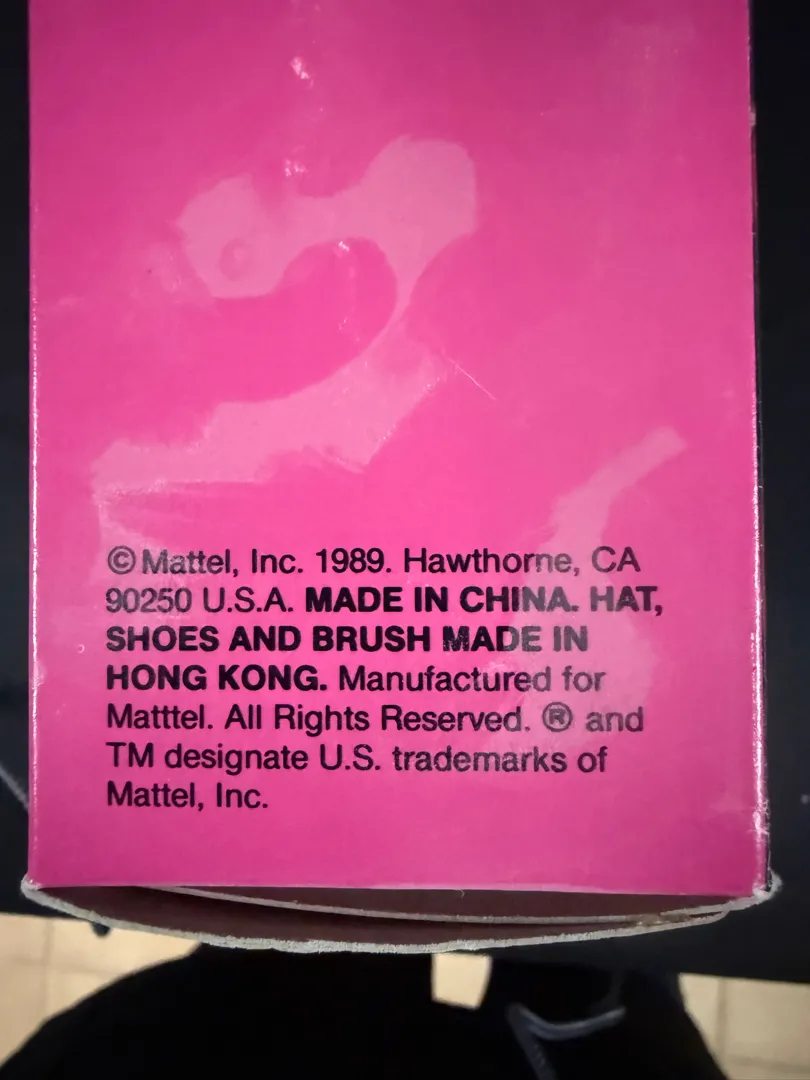 © Mattel, Inc. 1989. Hawthorne, CA
90250 U.S.A. MADE IN CHINA. HAT,
SHOES AND BRUSH MADE IN
HONG KONG. Manufactured for
Matttel. All Rights Reserved. ® and
TM designate U.S. trademarks of
Mattel, Inc.